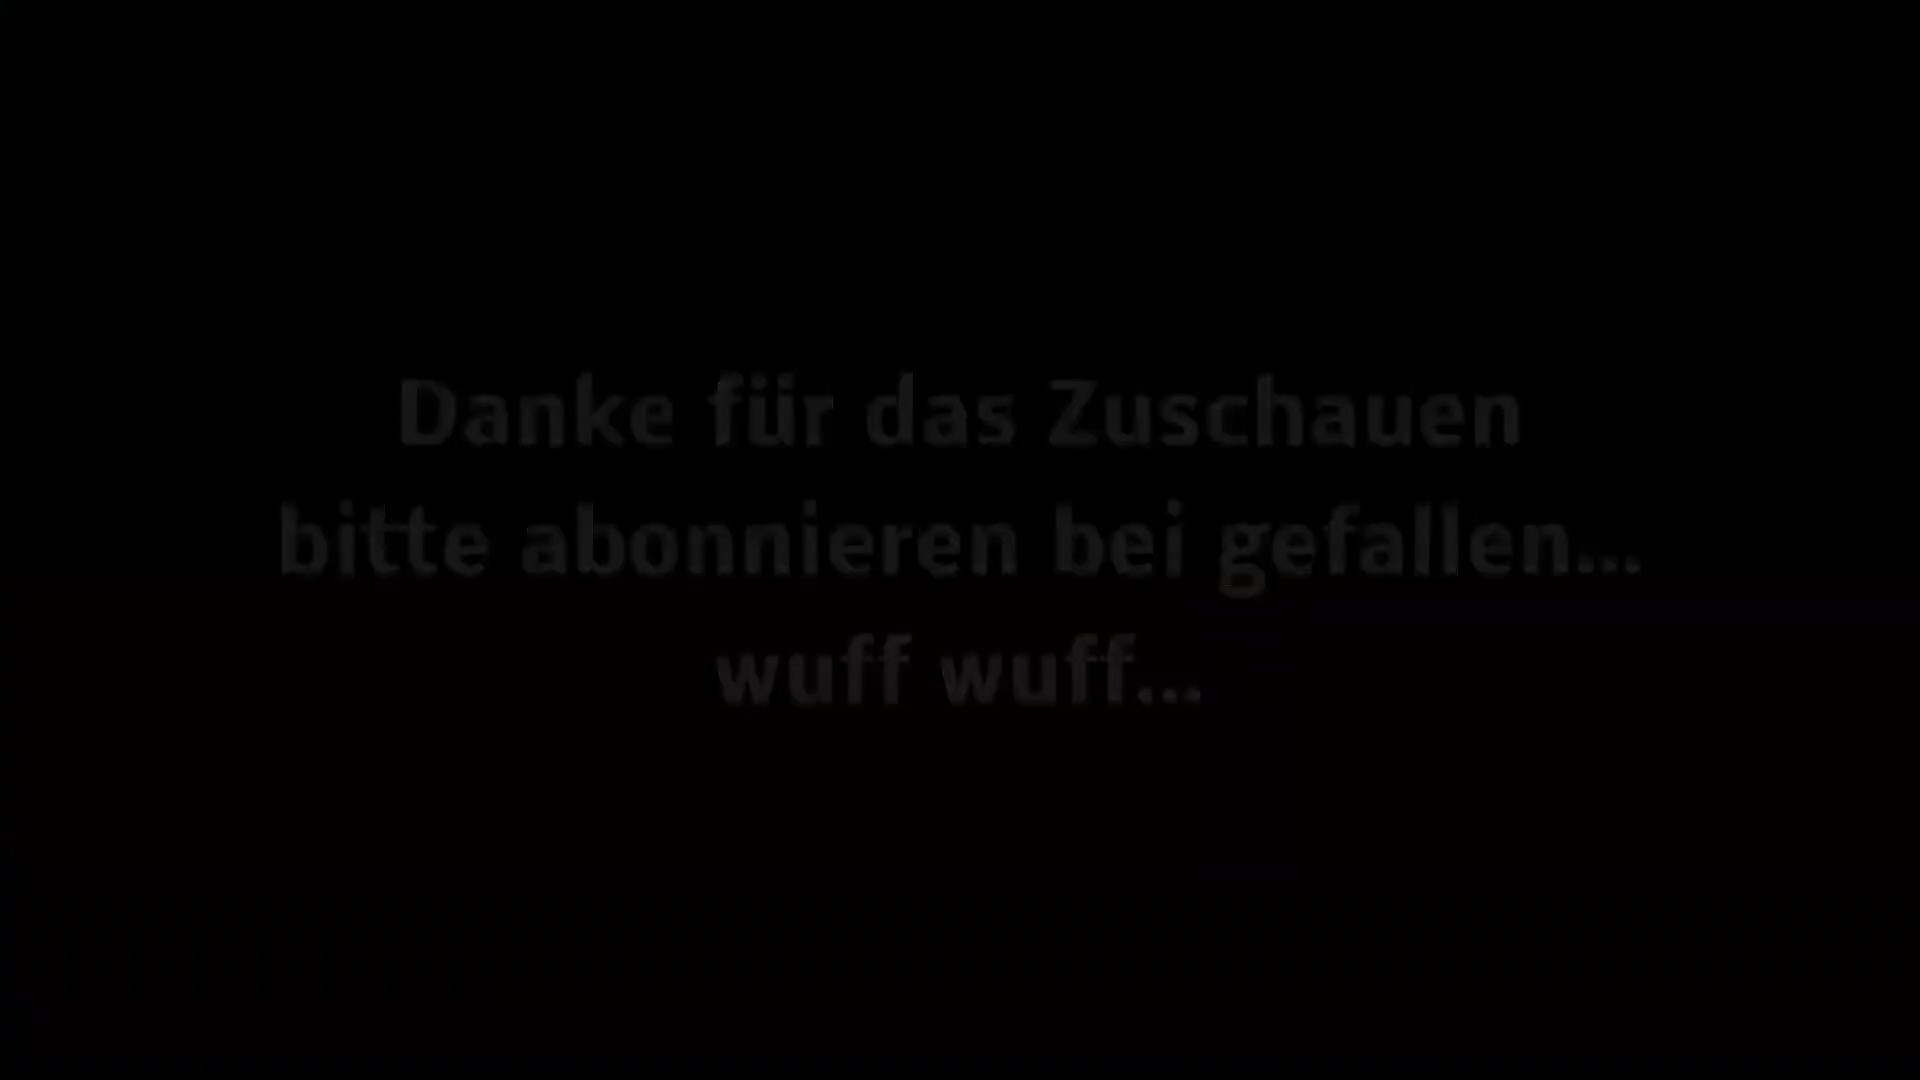 Danke für das Zuschauen
bitte abonnieren bei gefallen...
wuff wuff...